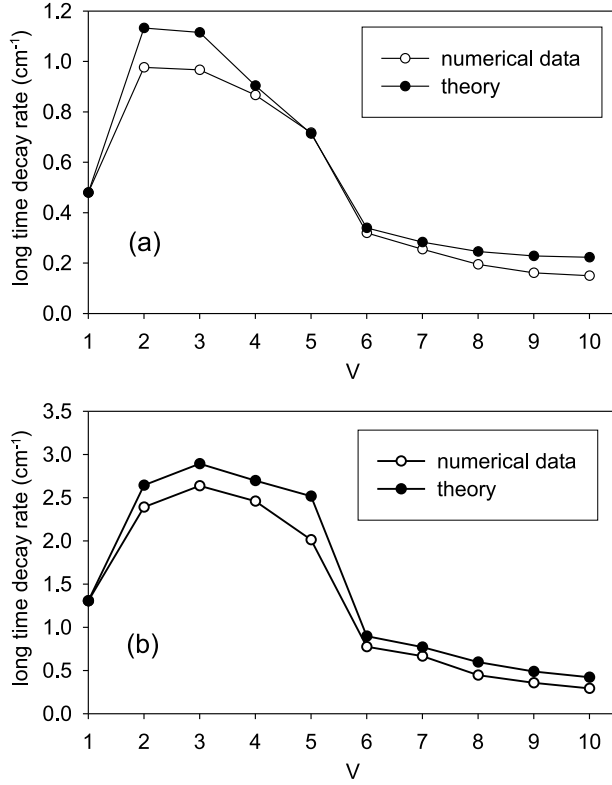 1.2
1.0
0.8
0.6
0.4
0.2
0.0
long time decay rate (cm-1)
numerical data
theory
(a)
1 2 3 4 5 6 7 8 9 10
V
3.5
3.0
2.5
2.0
1.5
1.0
0.5
0.0
long time decay rate (cm-1)
numerical data
theory
(b)
1 2 3 4 5 6 7 8 9 10
V